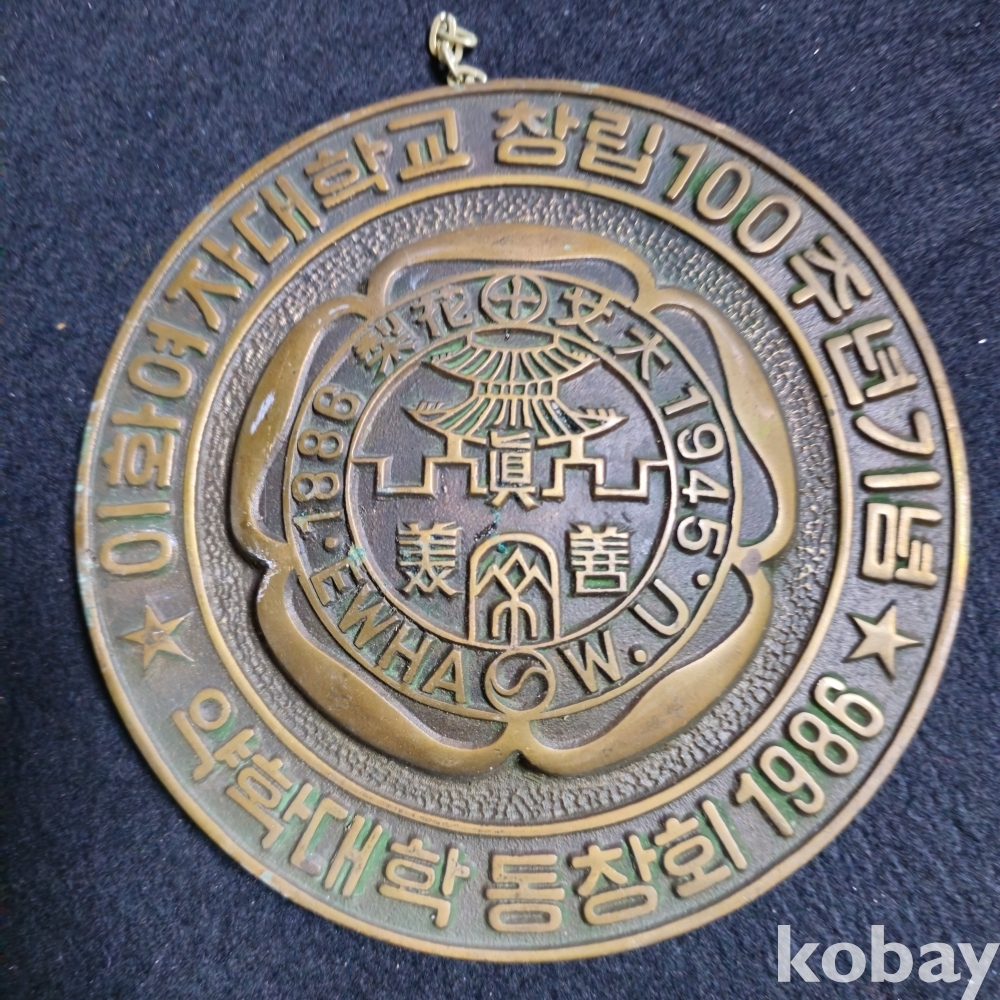 이화여자대학교 창립100주년기념
약학대학 동창회 1986
梨花 女大
1886 · EWHA W. U. · 1945
眞
美 善
kobay